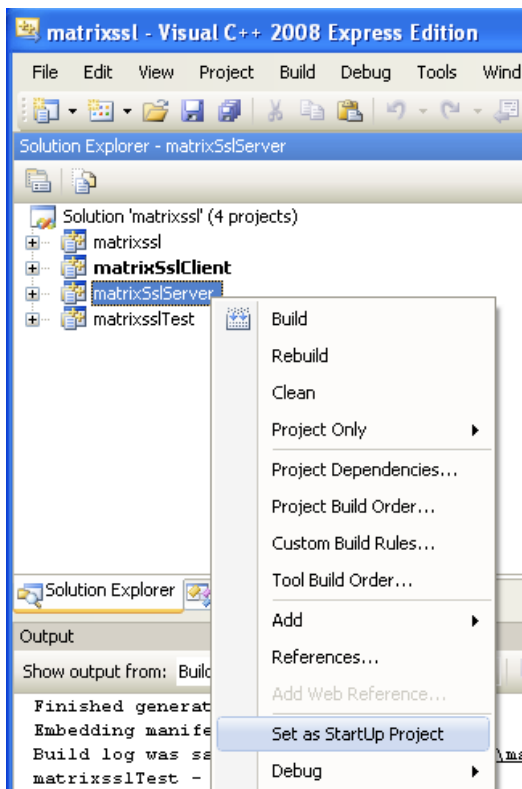 matrixssl - Visual C++ 2008 Express Edition
File Edit View Project Build Debug Tools Wind
Solution Explorer - matrixSslServer
Solution 'matrixssl' (4 projects)
matrixssl
matrixSslClient
matrixSslServer
matrixsslTest
Build
Rebuild
Clean
Project Only
Project Dependencies...
Project Build Order...
Custom Build Rules...
Tool Build Order...
Add
References...
Add Web Reference...
Set as StartUp Project
Debug
Solution Explorer
Output
Show output from: Build
Finished generat
Embedding manife
Build log was sa
matrixsslTest -
\ma